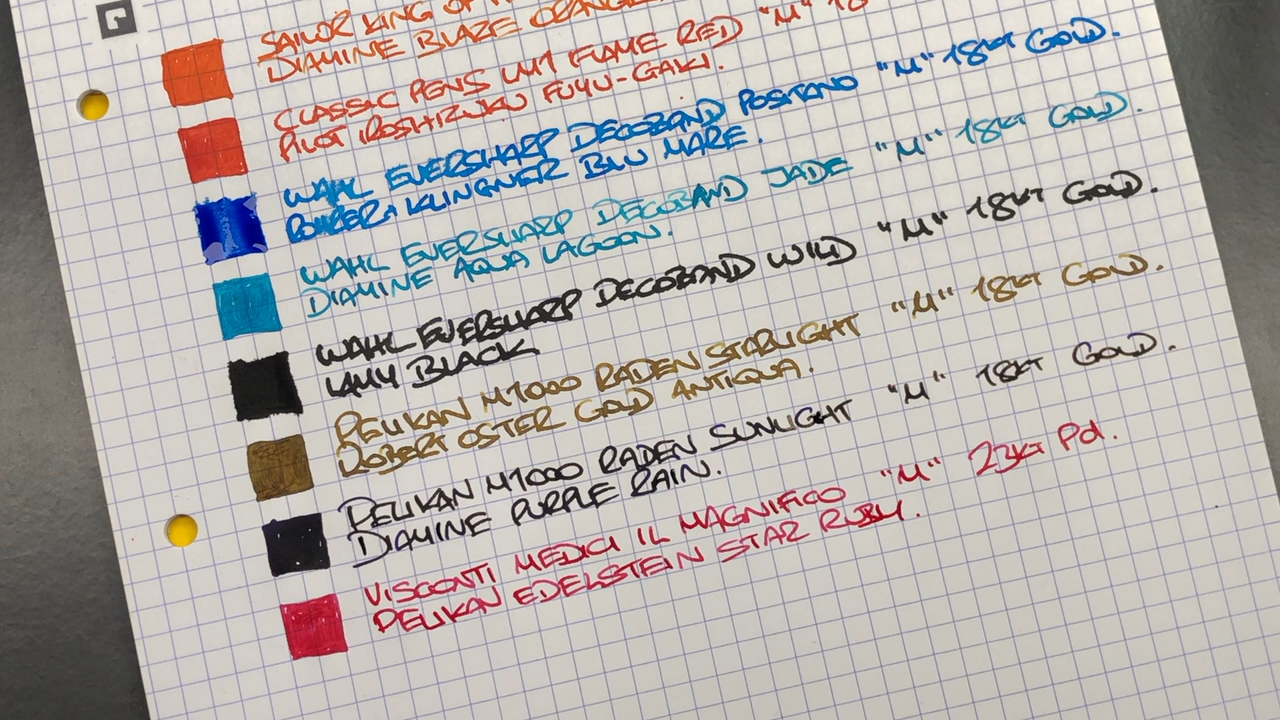 SAILOR KING OF
DIAMINE BLAZE ORANGE
CLASSIC PENS LM1 FLAME RED "M" 18
PILOT IROSHIZUKU FUYU-GAKI.
WAHL EVERSHARP DECOBAND POSITANO "M" 18KT GOLD.
ROHRER & KLINGNER BLU MARE.
WAHL EVERSHARP DECOBAND JADE "M" 18KT GOLD.
DIAMINE AQUA LAGOON.
WAHL EVERSHARP DECOBAND WILD "M" 18KT GOLD.
LAMY BLACK
PELIKAN M1000 RADEN STARLIGHT "M" 18KT GOLD.
ROBERT OSTER GOLD ANTIQUA.
PELIKAN M1000 RADEN SUNLIGHT "M" 18KT GOLD.
DIAMINE PURPLE RAIN.
VISCONTI MEDICI IL MAGNIFICO "M" 23KT Pd.
PELIKAN EDELSTEIN STAR RUBY.